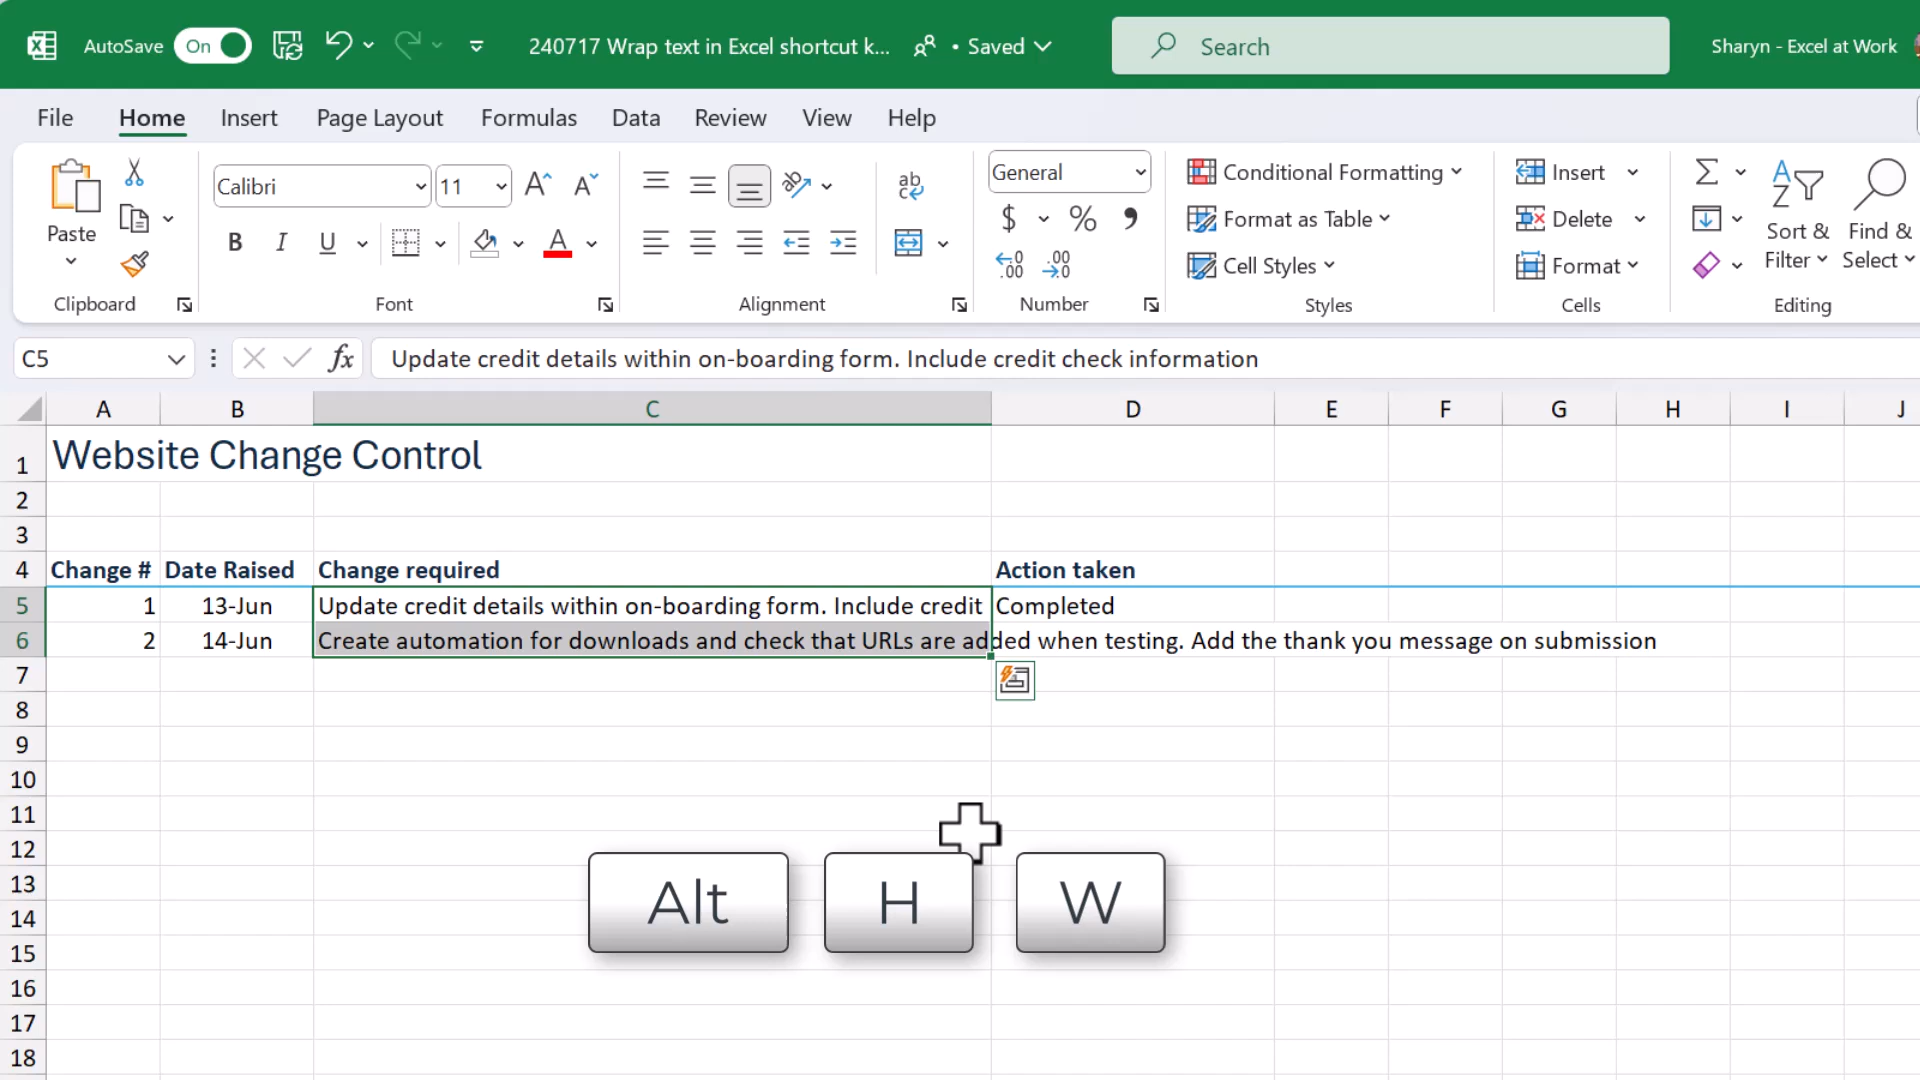 AutoSave On 240717 Wrap text in Excel shortcut k... • Saved Search Sharyn - Excel at Work
File Home Insert Page Layout Formulas Data Review View Help
Paste
Clipboard
Calibri 11
B I U A
Font
ab
Alignment
General
$ % ,
Number
Conditional Formatting
Format as Table
Cell Styles
Styles
Insert
Delete
Format
Cells
Sort &
Filter
Find &
Select
Editing
C5 fx Update credit details within on-boarding form. Include credit check information
A B C D E F G H I J
1 Website Change Control
2
3
4 Change # Date Raised Change required Action taken
5 1 13-Jun Update credit details within on-boarding form. Include credit Completed
6 2 14-Jun Create automation for downloads and check that URLs are added when testing. Add the thank you message on submission
7
8
9
10
11
12
13
14
15
16
17
18
Alt H W